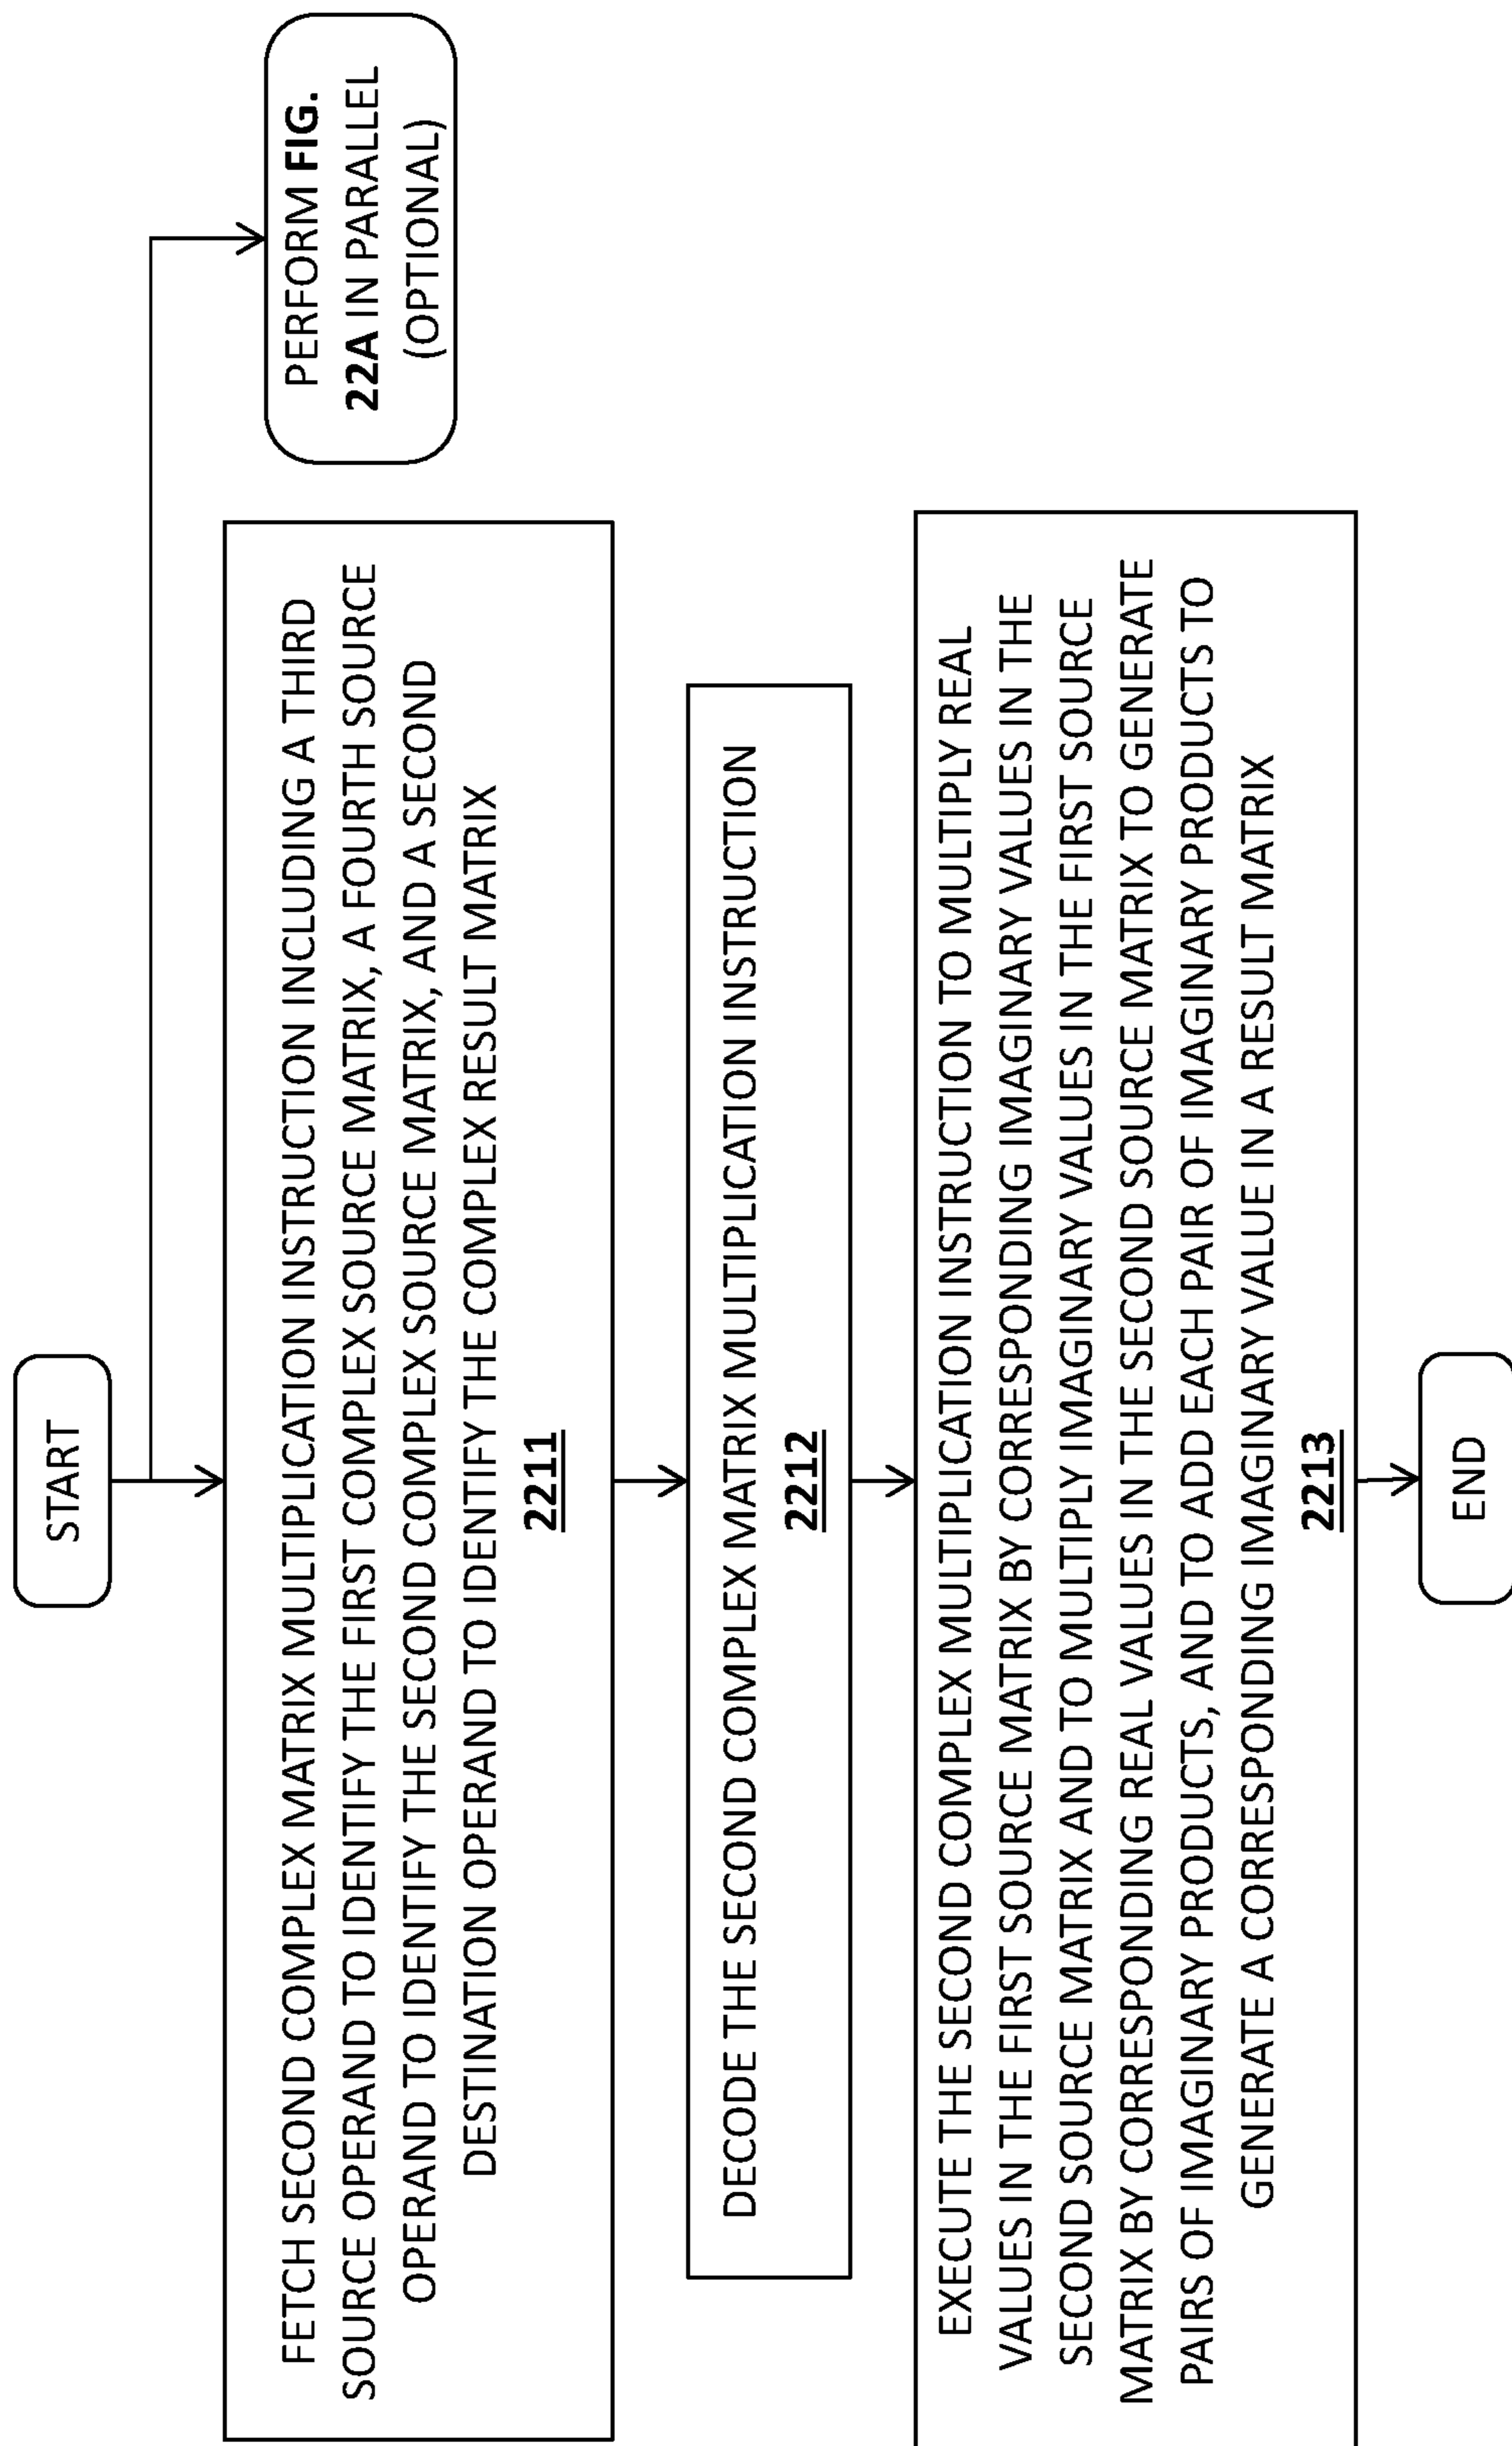 START
PERFORM FIG.
22A IN PARALLEL
(OPTIONAL)
FETCH SECOND COMPLEX MATRIX MULTIPLICATION INSTRUCTION INCLUDING A THIRD
SOURCE OPERAND TO IDENTIFY THE FIRST COMPLEX SOURCE MATRIX, A FOURTH SOURCE
OPERAND TO IDENTIFY THE SECOND COMPLEX SOURCE MATRIX, AND A SECOND
DESTINATION OPERAND TO IDENTIFY THE COMPLEX RESULT MATRIX
2211
DECODE THE SECOND COMPLEX MATRIX MULTIPLICATION INSTRUCTION
2212
EXECUTE THE SECOND COMPLEX MULTIPLICATION INSTRUCTION TO MULTIPLY REAL
VALUES IN THE FIRST SOURCE MATRIX BY CORRESPONDING IMAGINARY VALUES IN THE
SECOND SOURCE MATRIX AND TO MULTIPLY IMAGINARY VALUES IN THE FIRST SOURCE
MATRIX BY CORRESPONDING REAL VALUES IN THE SECOND SOURCE MATRIX TO GENERATE
PAIRS OF IMAGINARY PRODUCTS, AND TO ADD EACH PAIR OF IMAGINARY PRODUCTS TO
GENERATE A CORRESPONDING IMAGINARY VALUE IN A RESULT MATRIX
2213
END